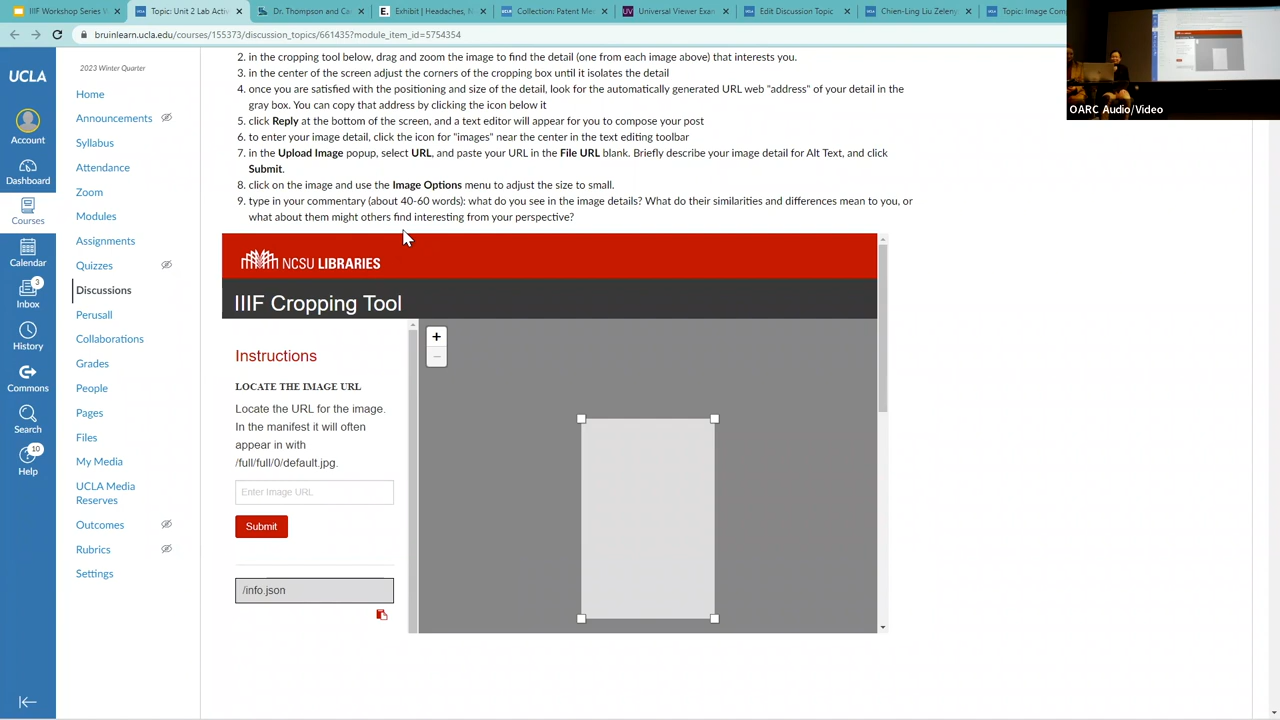 IIIF Workshop Series V
Topic: Unit 2 Lab Activ
Dr. Thompson and Ca
Exhibit | Headache, N
Collection: Patent Me
Universal Viewer Exa
Edit Discussion Topic
Chien-Ling Liu Zelen
Topic: Image Com
bruinlearn.ucla.edu/courses/155373/discussion_topics/661435?module_item_id=5754354
OARC Audio/Video
UCLA
Account
Dashboard
Courses
Calendar
3
Inbox
History
Commons
Search
10
Help
2023 Winter Quarter
Home
Announcements
Syllabus
Attendance
Zoom
Modules
Assignments
Quizzes
Discussions
Perusall
Collaborations
Grades
People
Pages
Files
My Media
UCLA Media
Reserves
Outcomes
Rubrics
Settings
2. in the cropping tool below, drag and zoom the image to find the detail (one from each image above) that interests you.
3. in the center of the screen adjust the corners of the cropping box until it isolates the detail
4. once you are satisfied with the positioning and size of the detail, look for the automatically generated URL web "address" of your detail in the
gray box. You can copy that address by clicking the icon below it
5. click Reply at the bottom of the screen, and a text editor will appear for you to compose your post
6. to enter your image detail, click the icon for "images" near the center in the text editing toolbar
7. in the Upload Image popup, select URL, and paste your URL in the File URL blank. Briefly describe your image detail for Alt Text, and click
Submit.
8. click on the image and use the Image Options menu to adjust the size to small.
9. type in your commentary (about 40-60 words): what do you see in the image details? What do their similarities and differences mean to you, or
what about them might others find interesting from your perspective?
NCSU LIBRARIES
IIIF Cropping Tool
Instructions
LOCATE THE IMAGE URL
Locate the URL for the image.
In the manifest it will often
appear in with
/full/full/0/default.jpg.
Enter Image URL
Submit
/info.json
+
−